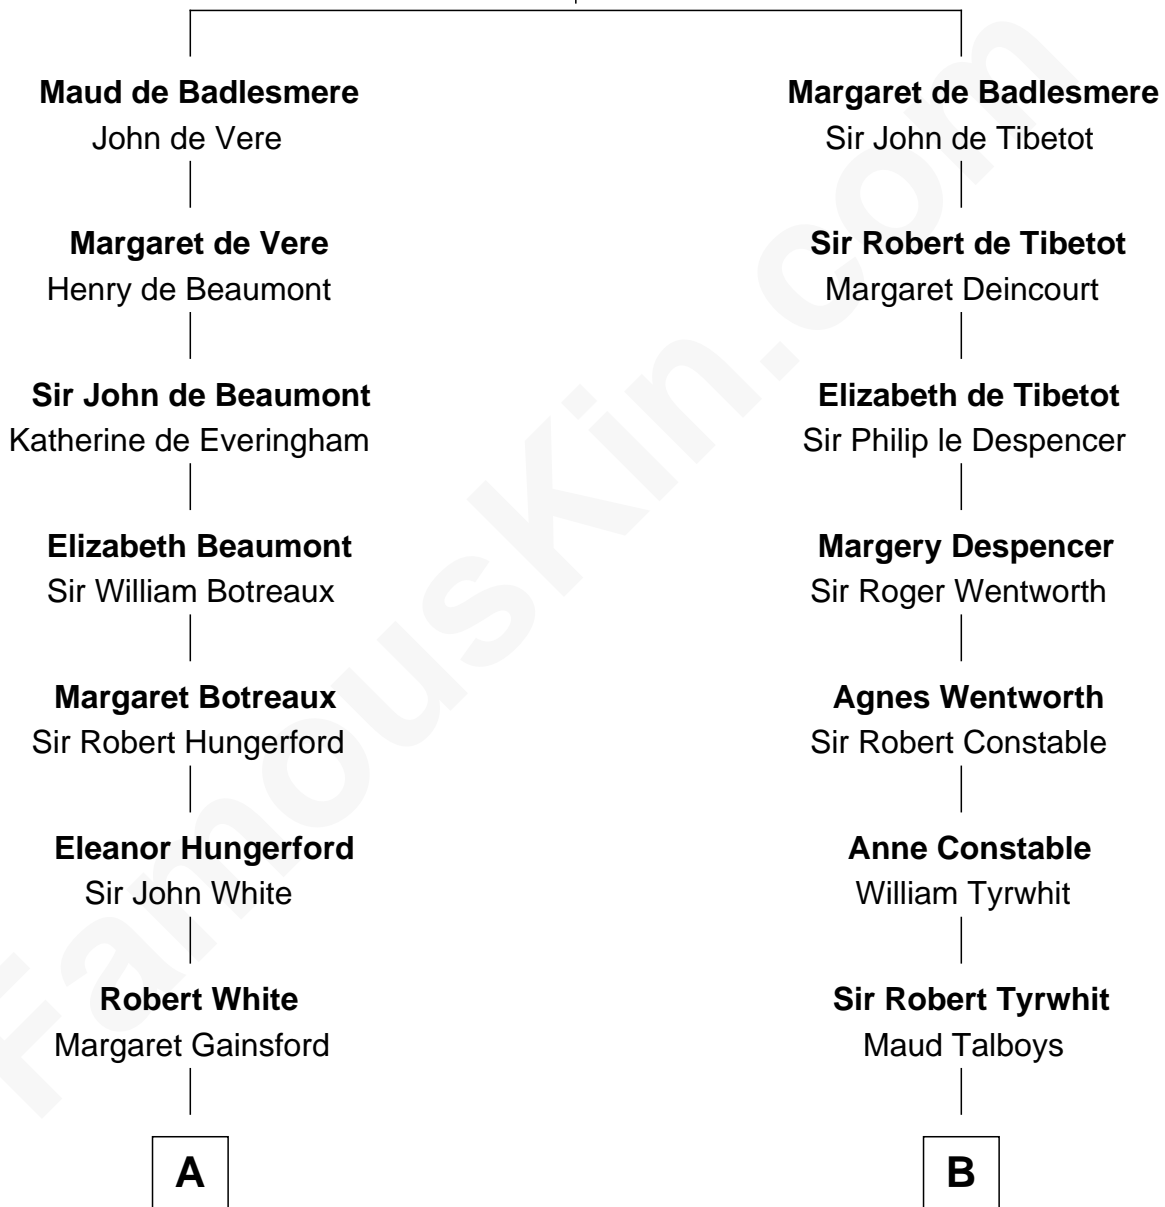 Maud de Badlesmere
John de Vere
Margaret de Vere
Henry de Beaumont
Sir John de Beaumont
Katherine de Everingham
Elizabeth Beaumont
Sir William Botreaux
Margaret Botreaux
Sir Robert Hungerford
Eleanor Hungerford
Sir John White
Robert White
Margaret Gainsford
A
Margaret de Badlesmere
Sir John de Tibetot
Sir Robert de Tibetot
Margaret Deincourt
Elizabeth de Tibetot
Sir Philip le Despencer
Margery Despencer
Sir Roger Wentworth
Agnes Wentworth
Sir Robert Constable
Anne Constable
William Tyrwhit
Sir Robert Tyrwhit
Maud Talboys
B
FamousKin.com